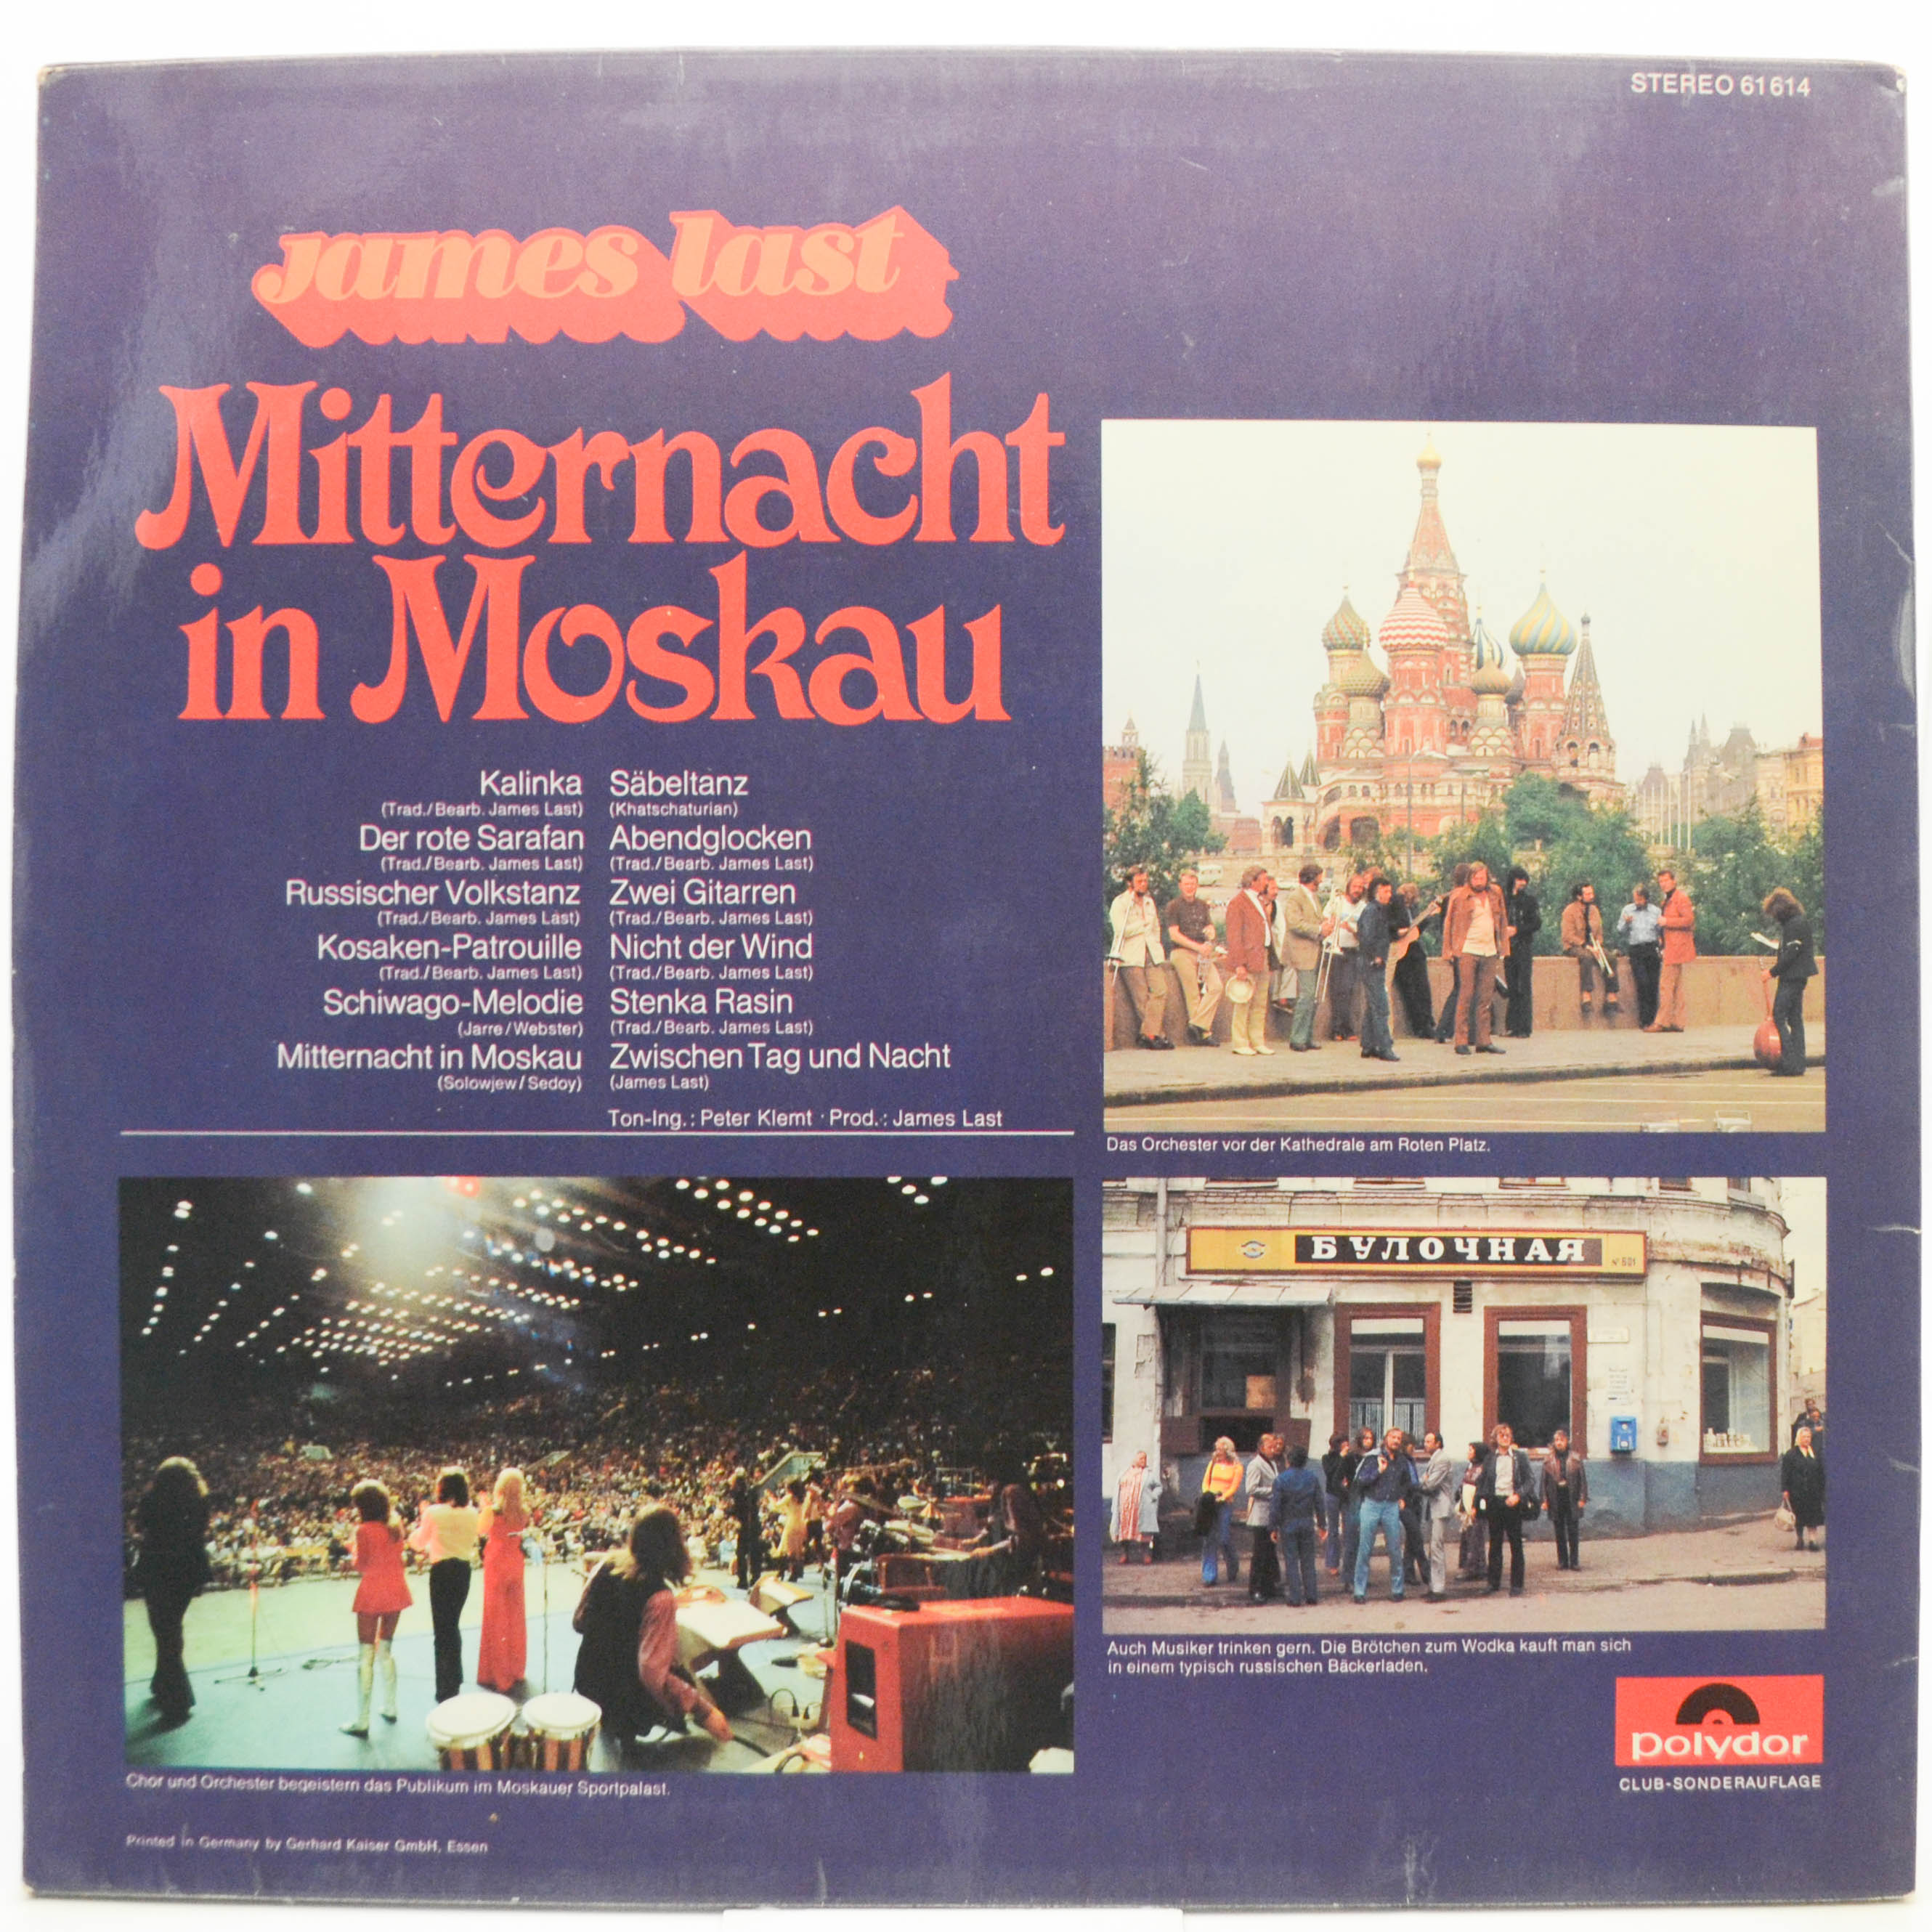 STEREO 61614
james last
Mitternacht
in Moskau
Kalinka
(Trad./Bearb. James Last)
Der rote Sarafan
(Trad./Bearb. James Last)
Russischer Volkstanz
(Trad./Bearb. James Last)
Kosaken-Patrouille
(Trad./Bearb. James Last)
Schiwago-Melodie
(Jarre/Webster)
Mitternacht in Moskau
(Solowjew/Sedoy)
Säbeltanz
(Khatschaturian)
Abendglocken
(Trad./Bearb. James Last)
Zwei Gitarren
(Trad./Bearb. James Last)
Nicht der Wind
(Trad./Bearb. James Last)
Stenka Rasin
(Trad./Bearb. James Last)
Zwischen Tag und Nacht
(James Last)
Ton-Ing.: Peter Klemt · Prod.: James Last
Das Orchester vor der Kathedrale am Roten Platz.
БУЛОЧНАЯ
№ 601
Auch Musiker trinken gern. Die Brötchen zum Wodka kauft man sich
in einem typisch russischen Bäckerladen.
Chor und Orchester begeistern das Publikum im Moskauer Sportpalast.
polydor
CLUB-SONDERAUFLAGE
Printed in Germany by Gerhard Kaiser GmbH, Essen